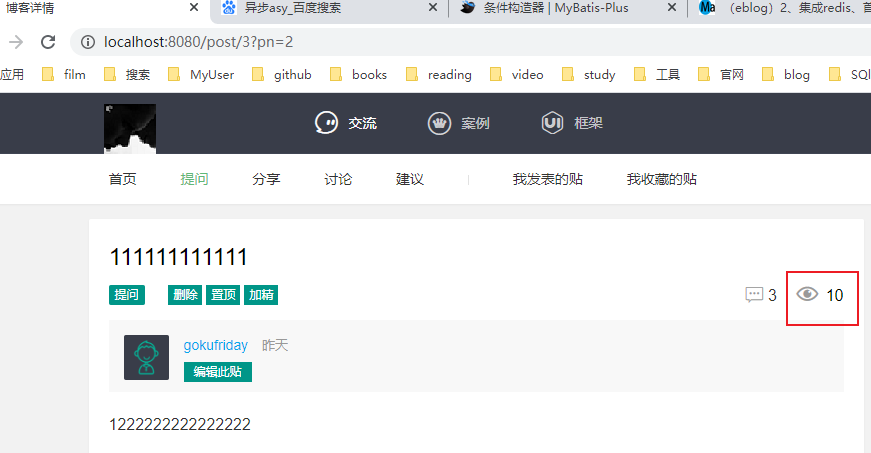 博客详情 异步asy_百度搜索 条件构造器 | MyBatis-Plus (eblog) 2、集成redis、首
localhost:8080/post/3?pn=2
应用 film 搜索 MyUser github books reading video study 工具 官网 blog SQl
交流 案例 UI 框架
首页 提问 分享 讨论 建议 我发表的贴 我收藏的贴
111111111111
提问 删除 置顶 加精 3 10
gokufriday 昨天
编辑此贴
1222222222222222